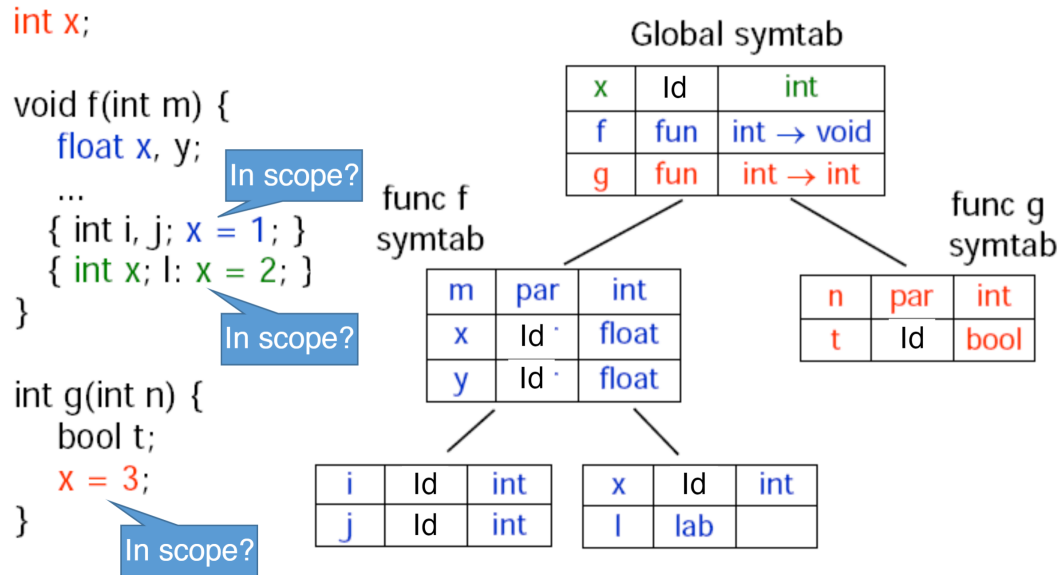 int x;
void f(int m) {
float x, y;
In scope?
...
{ int i, j; x = 1; }
{ int x; l: x = 2; }
In scope?
}
int g(int n) {
bool t;
x = 3;
}
In scope?
Global symtab
x Id int
f fun int → void
g fun int → int
func f
symtab
m par int
x Id float
y Id float
func g
symtab
n par int
t Id bool
i Id int
j Id int
x Id int
l lab